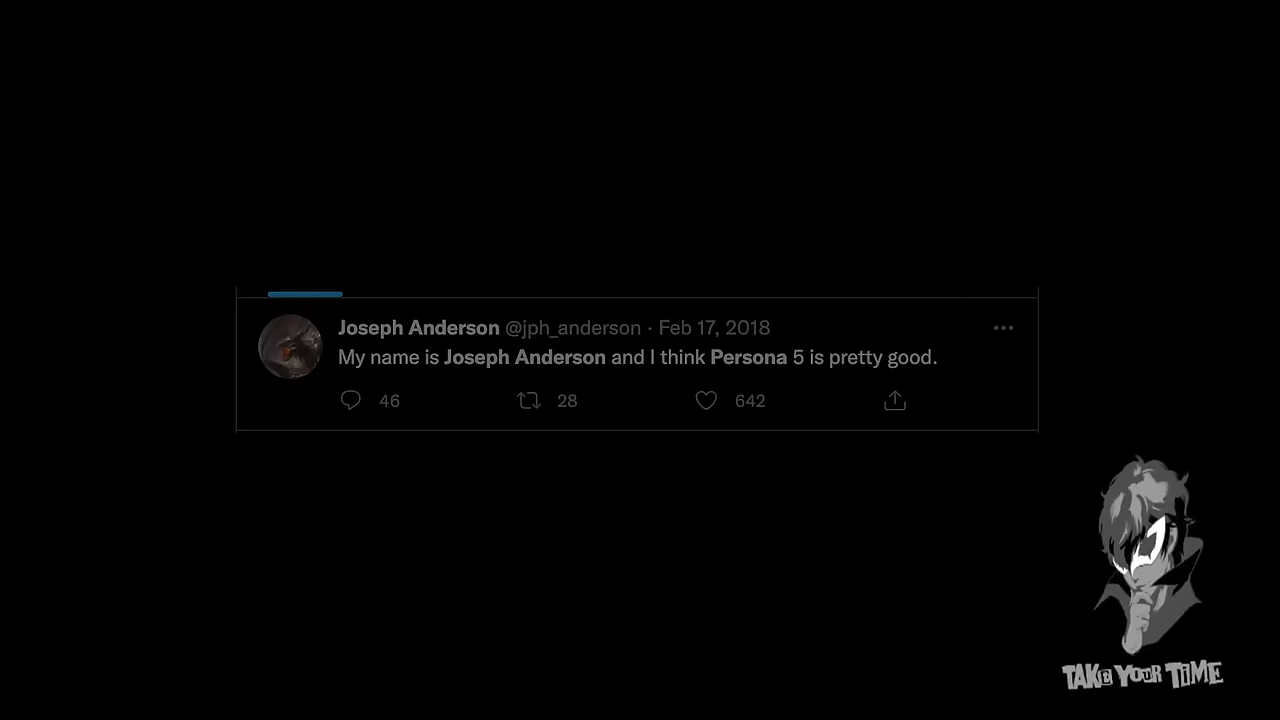 Joseph Anderson @jph_anderson · Feb 17, 2018
My name is Joseph Anderson and I think Persona 5 is pretty good.
46 28 642
TAKE YOUR TIME